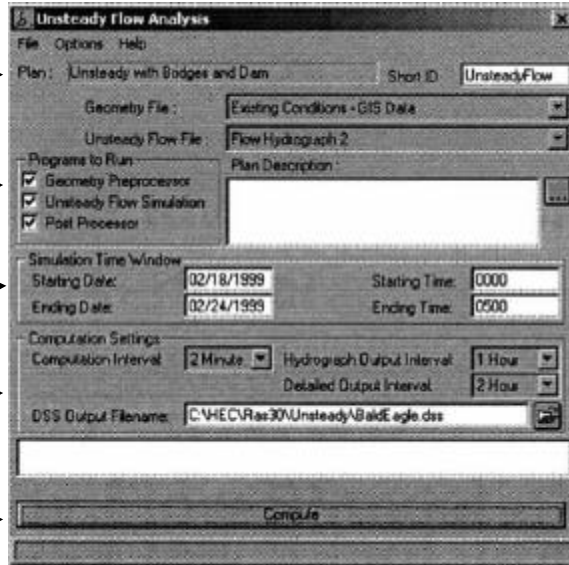 Unsteady Flow Analysis
File Options Help
Plan : Unsteady with Bodges and Dam Short ID UnsteadyFlow
Geometry File : Existing Conditions - GIS Data
Unsteady Flow File : Flow Hydrograph 2
Programs to Run
Plan Description :
Geometry Preprocessor
Unsteady Flow Simulation
Post Processor
...
Simulation Time Window
Starting Date: 02/18/1999 Starting Time: 0000
Ending Date: 02/24/1999 Ending Time: 0500
Computation Settings
Computation Interval 2 Minute Hydrograph Output Interval 1 Hour
Detailed Output Interval 2 Hour
DSS Output Filename: C:\HEC\Ras30\Unsteady\BaldEagle.dss
Compute